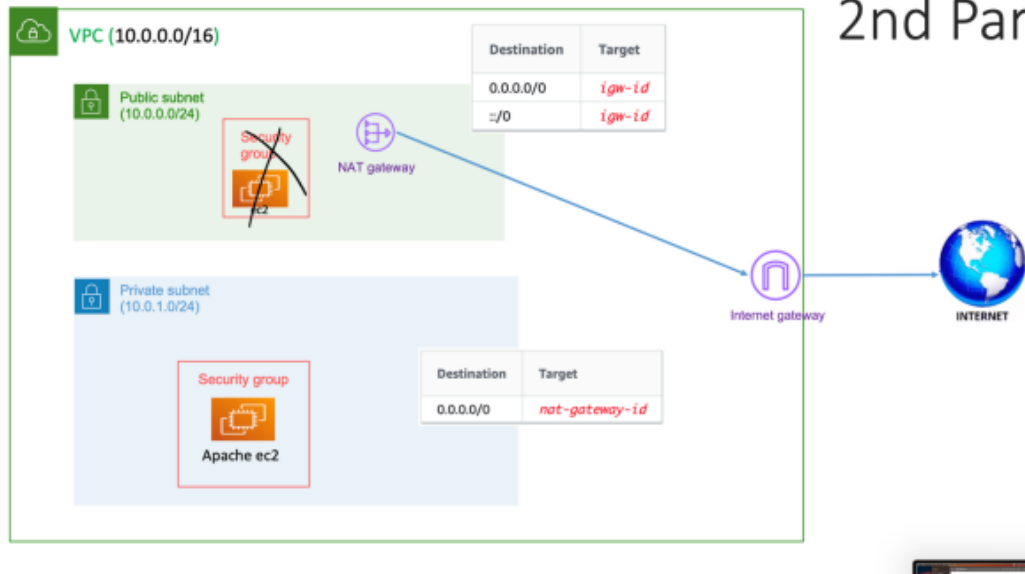 2nd Par
VPC (10.0.0.0/16)
Destination Target
0.0.0.0/0 igw-id
::/0 igw-id
Public subnet
(10.0.0.0/24)
Security
group
ec2
NAT gateway
Internet gateway
INTERNET
Private subnet
(10.0.1.0/24)
Security group
Apache ec2
Destination Target
0.0.0.0/0 nat-gateway-id